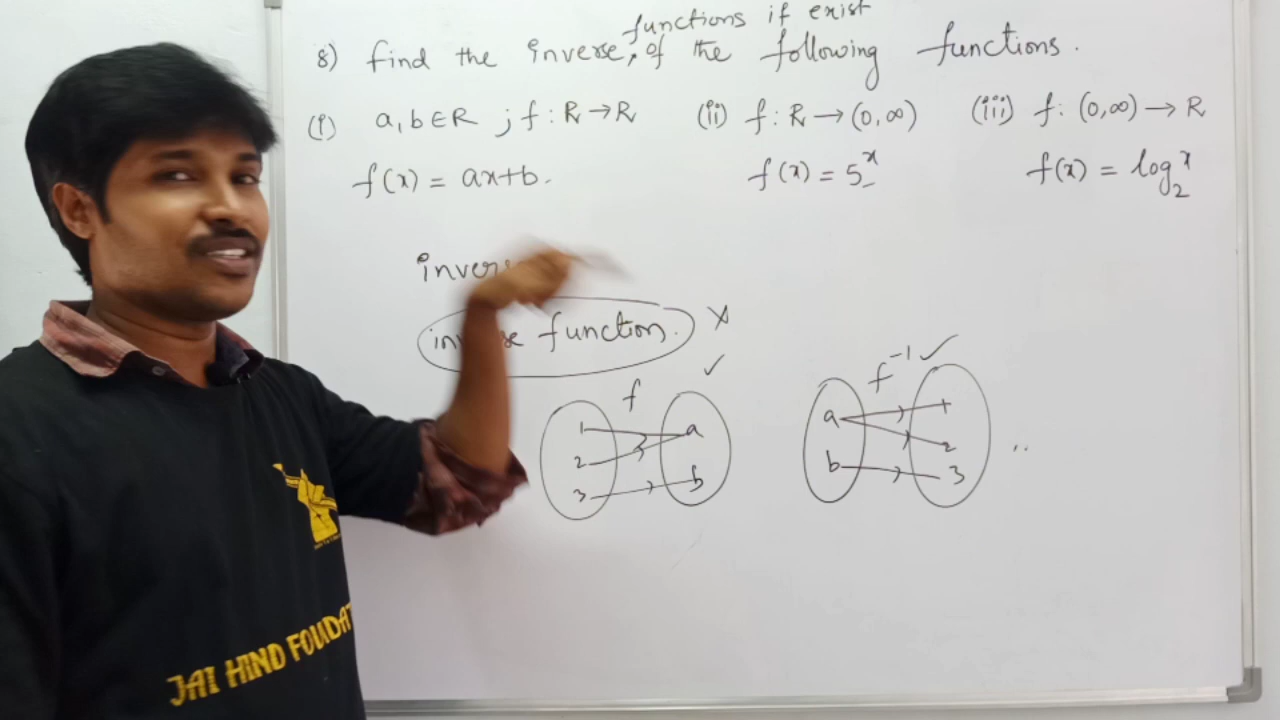 functions if exist
8) find the inverse, of the following functions.
(i) a, b ∈ R ; f : R → R (ii) f : R → (0, ∞) (iii) f : (0, ∞) → R
f(x) = ax+b. f(x) = 5^x f(x) = log_2^x
function. x
f ✓ f^-1 ✓
1 a a 1
2 2 ..
3 b b 3
JAI HIND